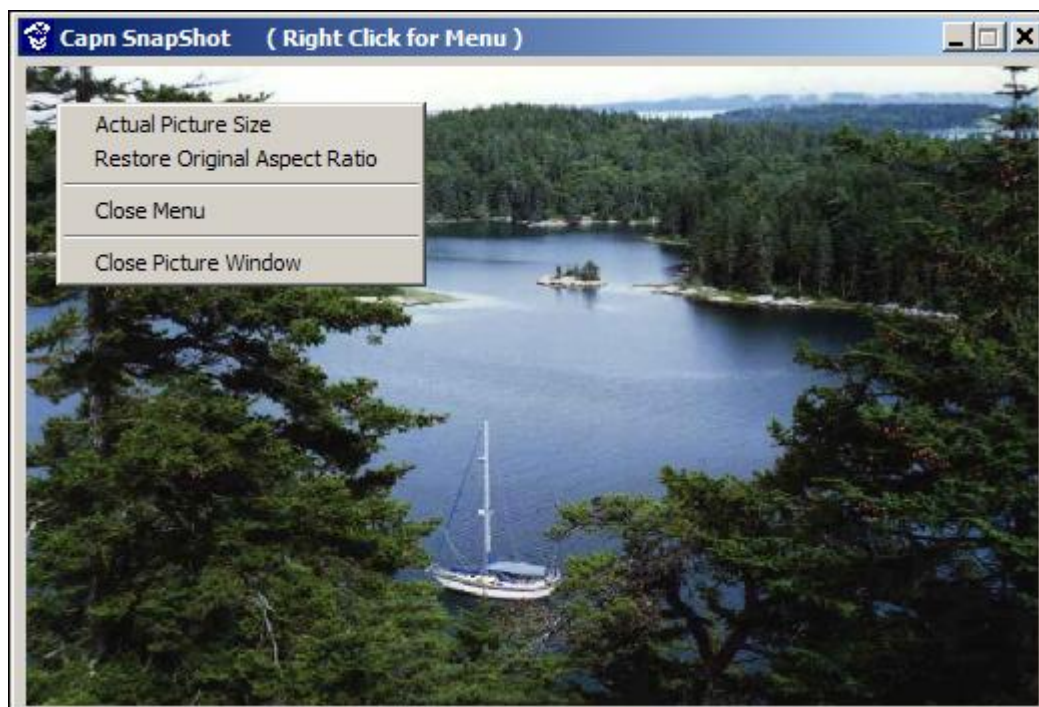 Capn SnapShot ( Right Click for Menu )
Actual Picture Size
Restore Original Aspect Ratio
Close Menu
Close Picture Window